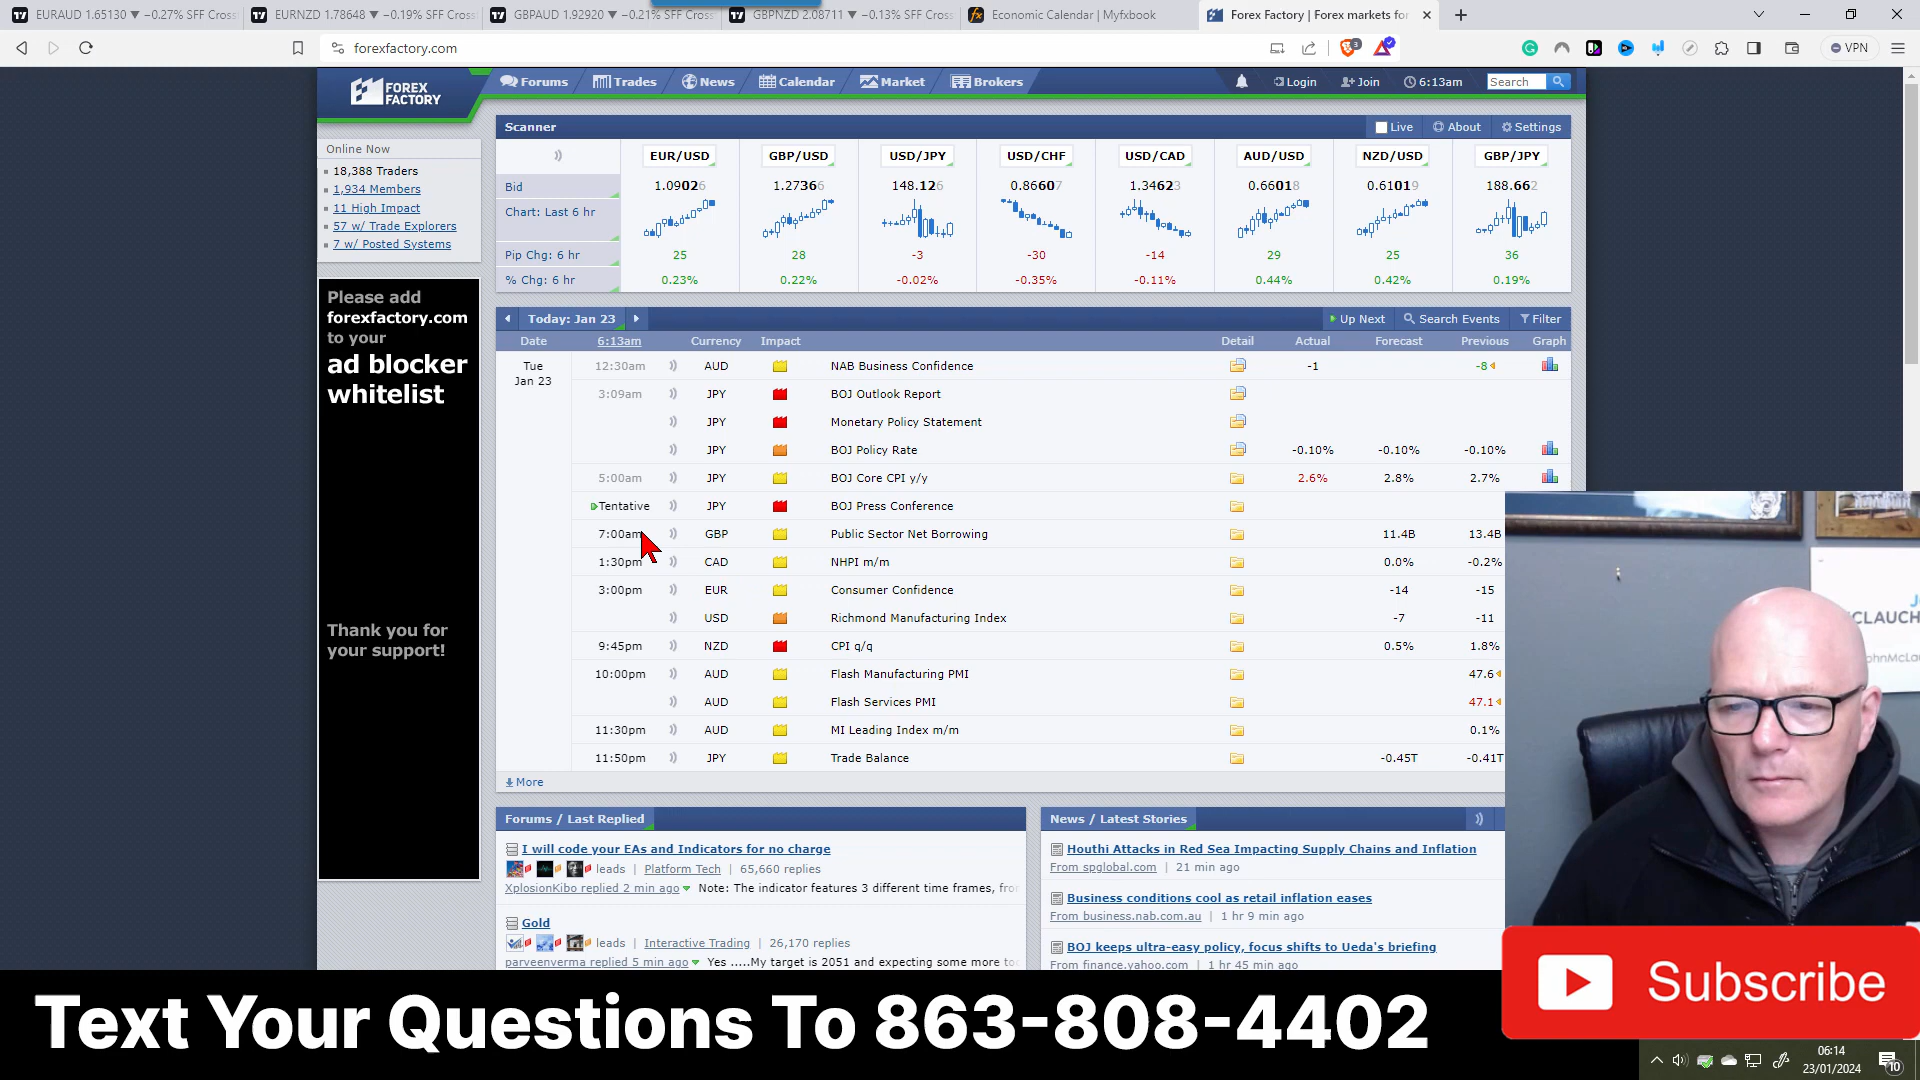 EURAUD 1.65130 ▼ −0.27% SFF Cross
EURNZD 1.78648 ▼ −0.19% SFF Cross
GBPAUD 1.92920 ▼ −0.21% SFF Cross
GBPNZD 2.08711 ▼ −0.13% SFF Cross
Economic Calendar | Myfxbook
Forex Factory | Forex markets for
forexfactory.com
VPN
FOREX
FACTORY
Forums
Trades
News
Calendar
Market
Brokers
Login
Join
6:13am
Search
Online Now
18,388 Traders
1,934 Members
11 High Impact
57 w/ Trade Explorers
7 w/ Posted Systems
Please add
forexfactory.com
to your
ad blocker
whitelist
Thank you for
your support!
Scanner
Live About Settings
EUR/USD GBP/USD USD/JPY USD/CHF USD/CAD AUD/USD NZD/USD GBP/JPY
Bid 1.09026 1.27366 148.126 0.86607 1.34623 0.66018 0.61019 188.662
Chart: Last 6 hr
Pip Chg: 6 hr 25 28 -3 -30 -14 29 25 36
% Chg: 6 hr 0.23% 0.22% -0.02% -0.35% -0.11% 0.44% 0.42% 0.19%
Today: Jan 23 Up Next Search Events Filter
Date 6:13am Currency Impact Detail Actual Forecast Previous Graph
Tue
Jan 23
12:30am AUD NAB Business Confidence -1 -8
3:09am JPY BOJ Outlook Report
JPY Monetary Policy Statement
JPY BOJ Policy Rate -0.10% -0.10% -0.10%
5:00am JPY BOJ Core CPI y/y 2.6% 2.8% 2.7%
Tentative JPY BOJ Press Conference
7:00am GBP Public Sector Net Borrowing 11.4B 13.4B
1:30pm CAD NHPI m/m 0.0% -0.2%
3:00pm EUR Consumer Confidence -14 -15
USD Richmond Manufacturing Index -7 -11
9:45pm NZD CPI q/q 0.5% 1.8%
10:00pm AUD Flash Manufacturing PMI 47.6
AUD Flash Services PMI 47.1
11:30pm AUD MI Leading Index m/m 0.1%
11:50pm JPY Trade Balance -0.45T -0.41T
More
Forums / Last Replied
I will code your EAs and Indicators for no charge
leads | Platform Tech | 65,660 replies
XplosionKibo replied 2 min ago Note: The indicator features 3 different time frames, from
Gold
leads | Interactive Trading | 26,170 replies
parveenverma replied 5 min ago Yes .....My target is 2051 and expecting some more to
News / Latest Stories
Houthi Attacks in Red Sea Impacting Supply Chains and Inflation
From spglobal.com | 21 min ago
Business conditions cool as retail inflation eases
From business.nab.com.au | 1 hr 9 min ago
BOJ keeps ultra-easy policy, focus shifts to Ueda's briefing
From finance.yahoo.com | 1 hr 45 min ago
Text Your Questions To 863-808-4402
Subscribe
06:14
23/01/2024
10